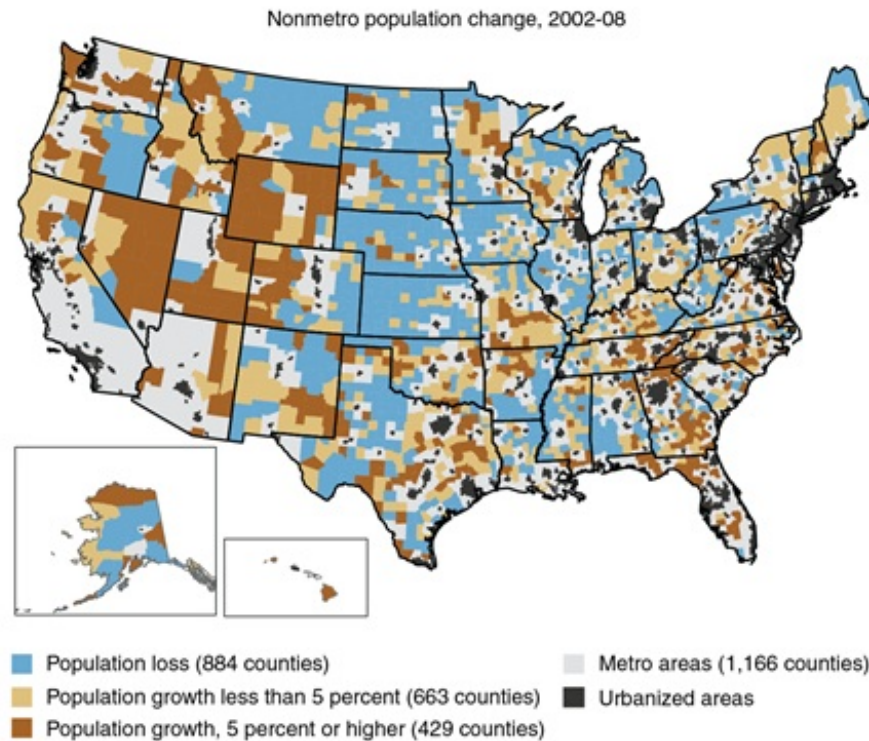 Nonmetro population change, 2002-08
Population loss (884 counties)
Population growth less than 5 percent (663 counties)
Population growth, 5 percent or higher (429 counties)
Metro areas (1,166 counties)
Urbanized areas